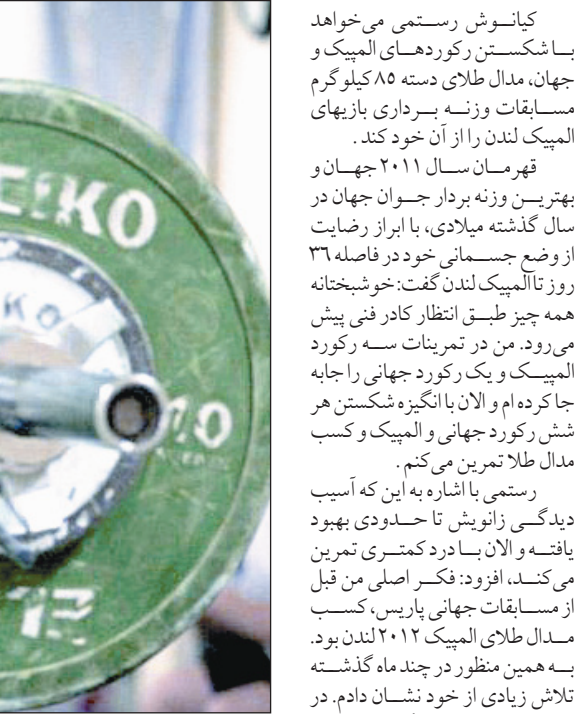 کیانوش رستمی می‌خواهد
با شکستن رکوردهای المپیک و
جهان، مدال طلای دسته ۸۵ کیلوگرم
مسابقات وزنه برداری بازیهای
المپیک لندن را از آن خود کند.
قهرمان سال ۲۰۱۱ جهان و
بهترین وزنه بردار جوان جهان در
سال گذشته میلادی، با ابراز رضایت
از وضع جسمانی خود در فاصله ۳۶
روز تا المپیک لندن گفت: خوشبختانه
همه چیز طبق انتظار کادر فنی پیش
می‌رود. من در تمرینات سه رکورد
المپیک و یک رکورد جهانی را جابه
جا کرده ام و الان با انگیزه شکستن هر
شش رکورد جهانی و المپیک و کسب
مدال طلا تمرین می‌کنم.
رستمی با اشاره به این که آسیب
دیدگی زانویش تا حدودی بهبود
یافته و الان با درد کمتری تمرین
می‌کند، افزود: فکر اصلی من قبل
از مسابقات جهانی پاریس، کسب
مدال طلای المپیک ۲۰۱۲ لندن بود.
به همین منظور در چند ماه گذشته
تلاش زیادی از خود نشان دادم. در
EIKO
KO
10